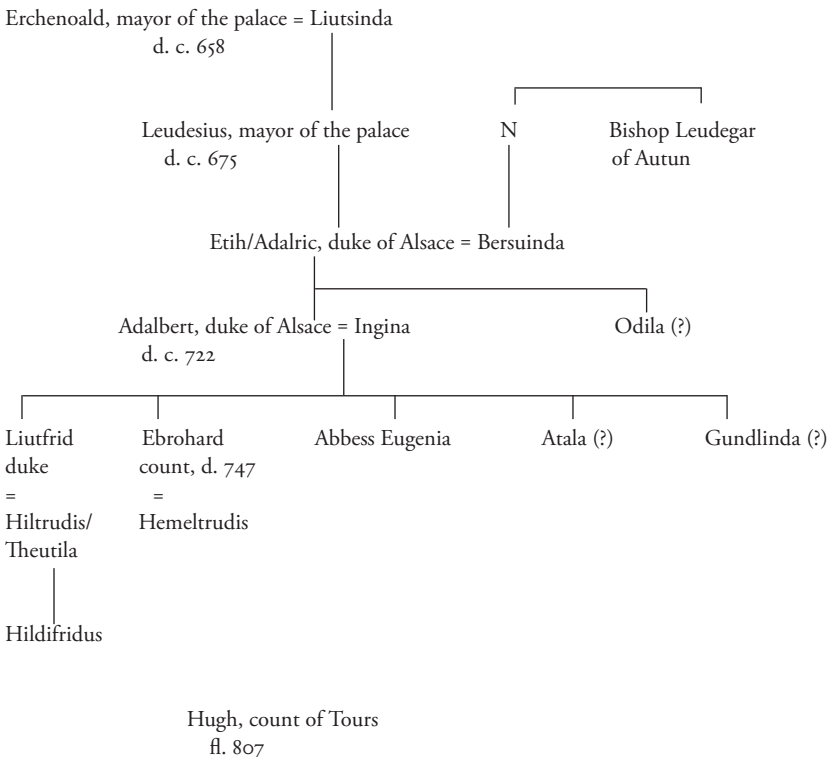 Erchenoald, mayor of the palace = Liutsinda
d. c. 658
Leudesius, mayor of the palace N Bishop Leudegar
d. c. 675 of Autun
Etih/Adalric, duke of Alsace = Bersuinda
Adalbert, duke of Alsace = Ingina Odila (?)
d. c. 722
Liutfrid Ebrohard Abbess Eugenia Atala (?) Gundlinda (?)
duke count, d. 747
= =
Hiltrudis/ Hemeltrudis
Theutila
Hildifridus
Hugh, count of Tours
fl. 807